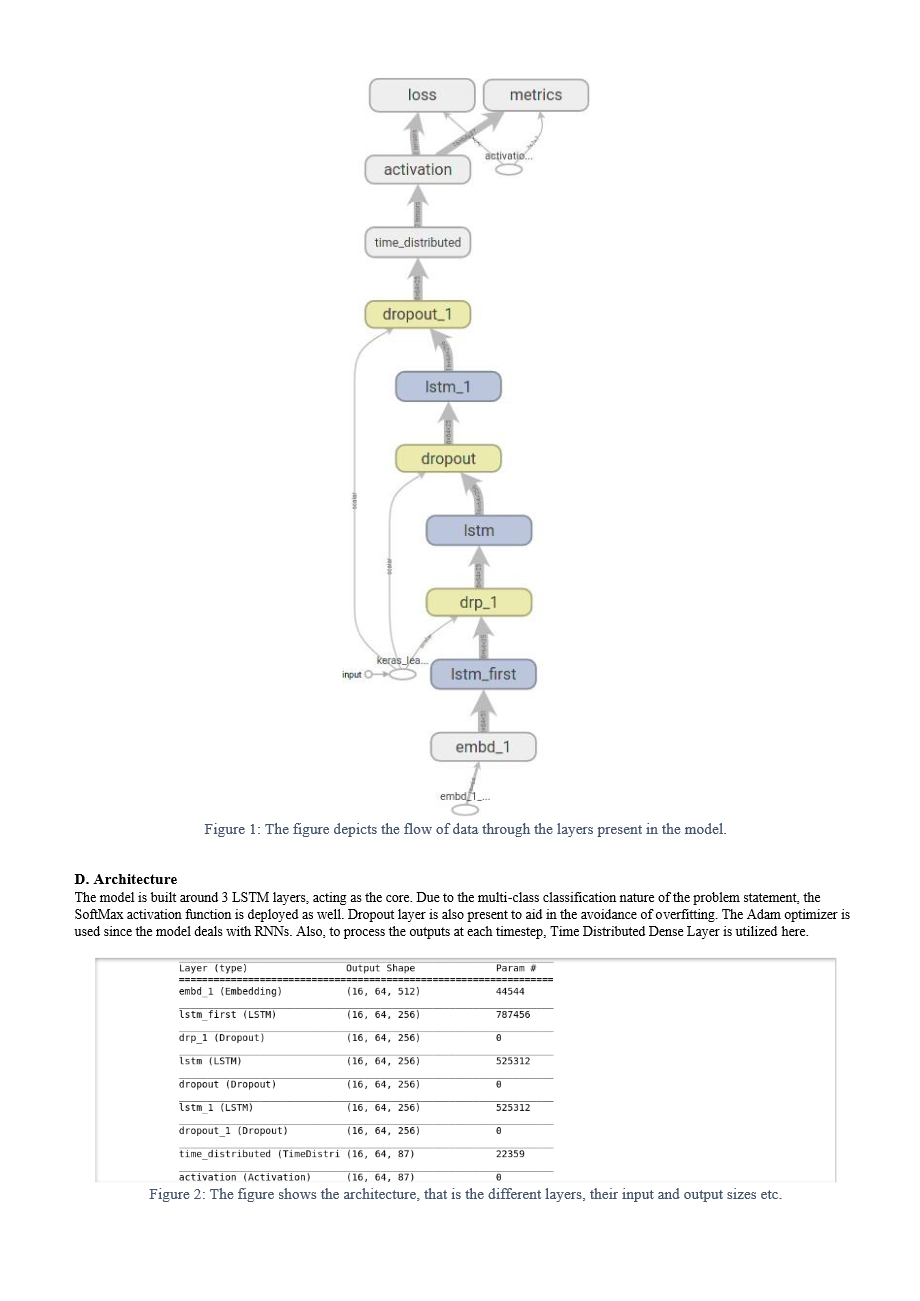 loss metrics
activatio...
activation
time_distributed
dropout_1
lstm_1
dropout
scalar
lstm
scalar
drp_1
keras_lea...
input
lstm_first
embd_1
embd_1_...
Figure 1: The figure depicts the flow of data through the layers present in the model.
D. Architecture
The model is built around 3 LSTM layers, acting as the core. Due to the multi-class classification nature of the problem statement, the
SoftMax activation function is deployed as well. Dropout layer is also present to aid in the avoidance of overfitting. The Adam optimizer is
used since the model deals with RNNs. Also, to process the outputs at each timestep, Time Distributed Dense Layer is utilized here.
Layer (type) Output Shape Param #
embd_1 (Embedding) (16, 64, 512) 44544
lstm_first (LSTM) (16, 64, 256) 787456
drp_1 (Dropout) (16, 64, 256) 0
lstm (LSTM) (16, 64, 256) 525312
dropout (Dropout) (16, 64, 256) 0
lstm_1 (LSTM) (16, 64, 256) 525312
dropout_1 (Dropout) (16, 64, 256) 0
time_distributed (TimeDistri (16, 64, 87) 22359
activation (Activation) (16, 64, 87) 0
Figure 2: The figure shows the architecture, that is the different layers, their input and output sizes etc.